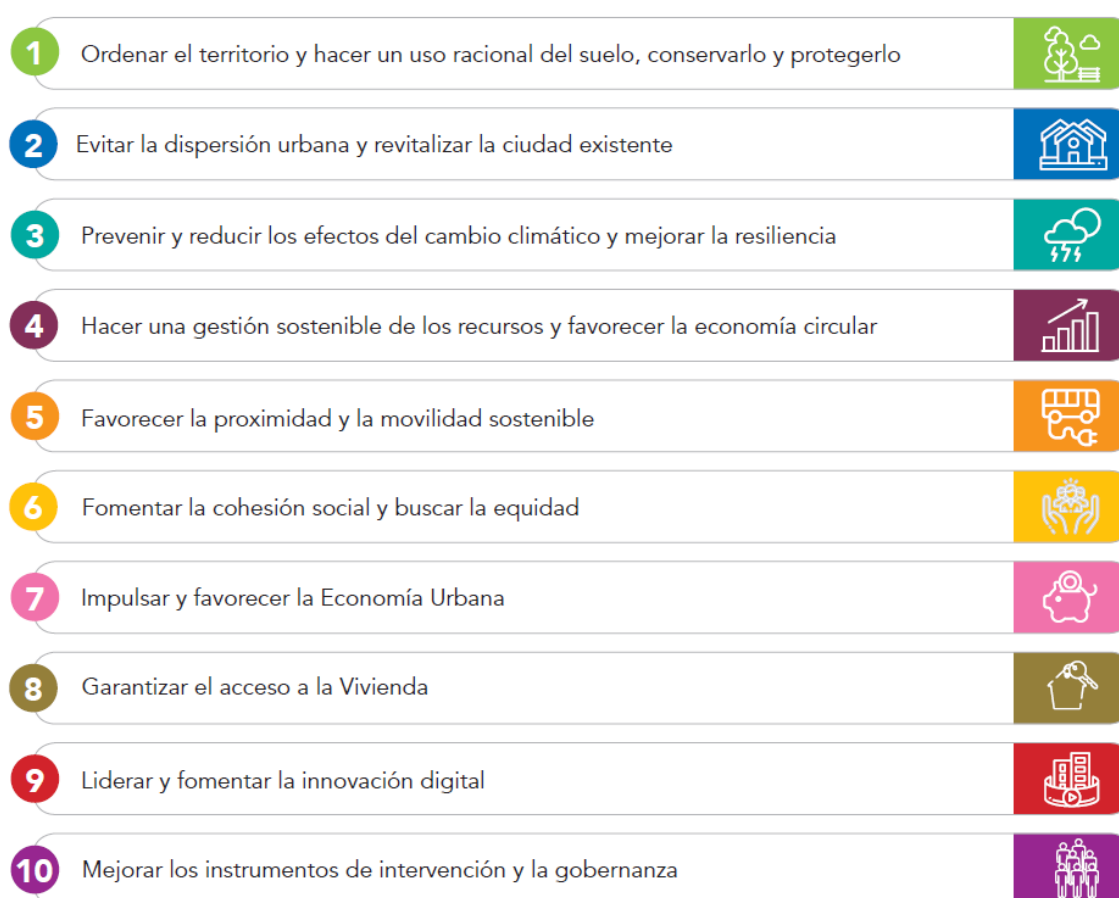 1 Ordenar el territorio y hacer un uso racional del suelo, conservarlo y protegerlo
2 Evitar la dispersión urbana y revitalizar la ciudad existente
3 Prevenir y reducir los efectos del cambio climático y mejorar la resiliencia
4 Hacer una gestión sostenible de los recursos y favorecer la economía circular
5 Favorecer la proximidad y la movilidad sostenible
6 Fomentar la cohesión social y buscar la equidad
7 Impulsar y favorecer la Economía Urbana
8 Garantizar el acceso a la Vivienda
9 Liderar y fomentar la innovación digital
10 Mejorar los instrumentos de intervención y la gobernanza